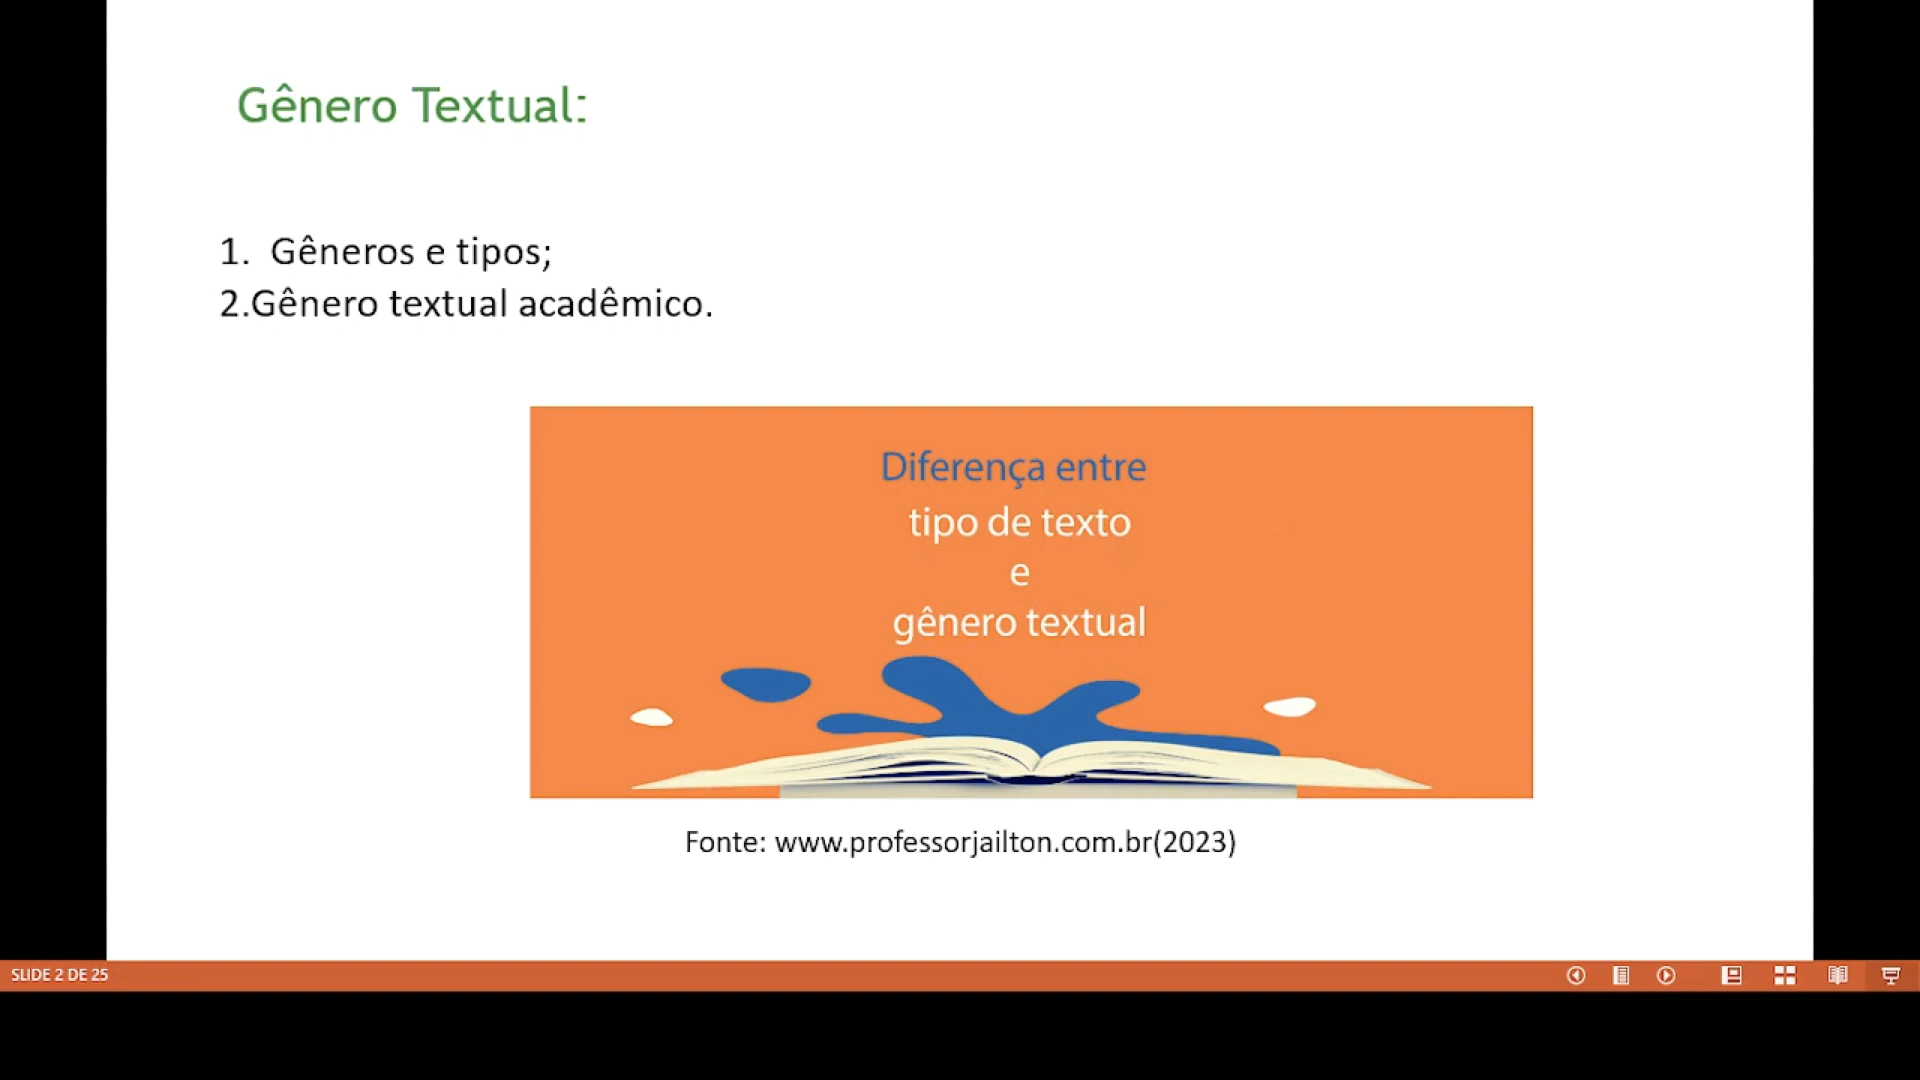 Gênero Textual:
1. Gêneros e tipos;
2.Gênero textual acadêmico.
Diferença entre
tipo de texto
e
gênero textual
Fonte: www.professorjailton.com.br(2023)
SLIDE 2 DE 25